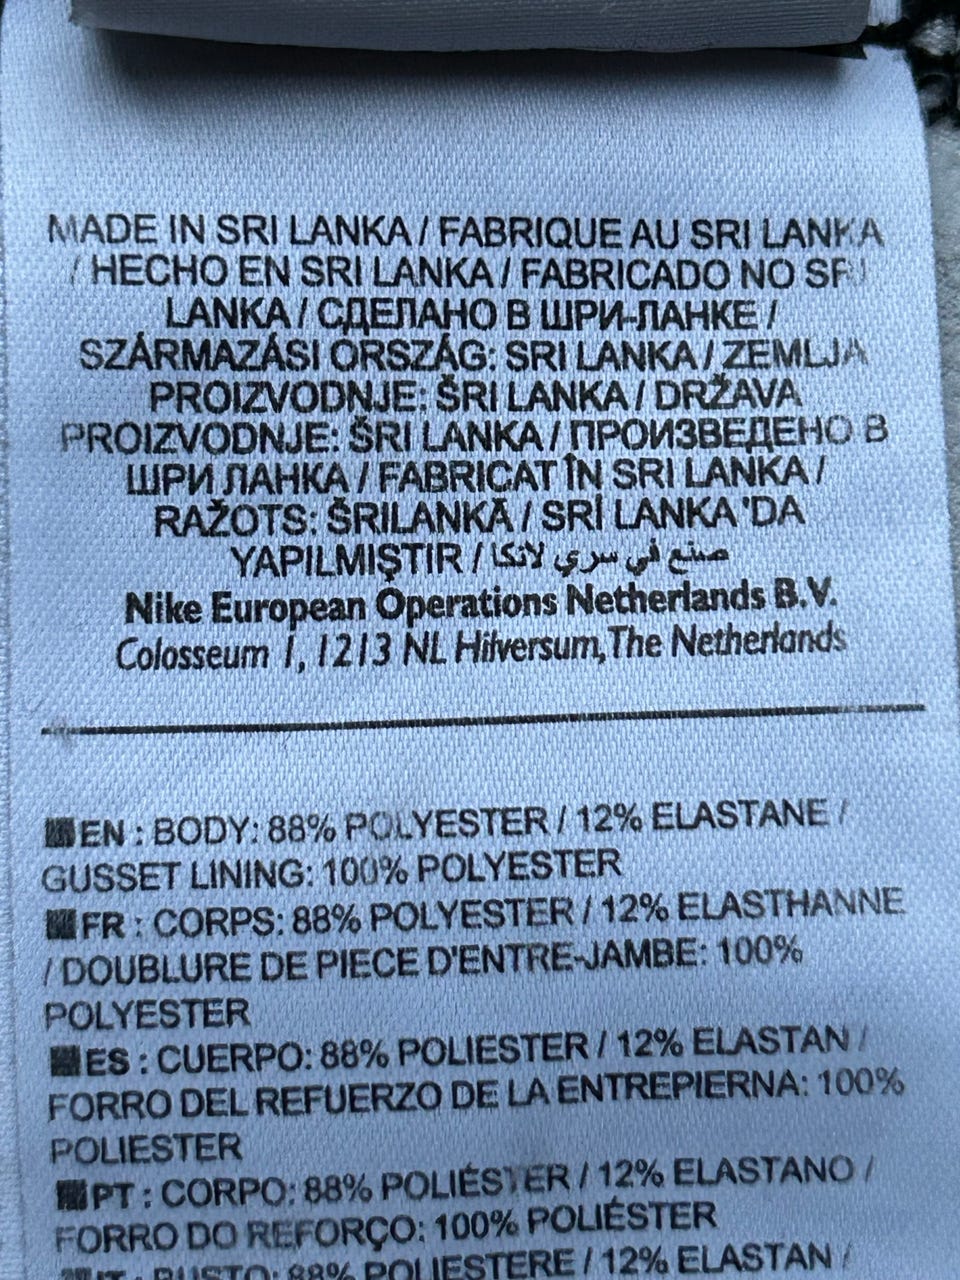 MADE IN SRI LANKA / FABRIQUE AU SRI LANKA
/ HECHO EN SRI LANKA / FABRICADO NO SRI
LANKA / СДЕЛАНО В ШРИ-ЛАНКЕ /
SZÁRMAZÁSI ORSZÁG: SRI LANKA / ZEMLJA
PROIZVODNJE: ŠRI LANKA / DRŽAVA
PROIZVODNJE: ŠRI LANKA / ПРОИЗВЕДЕНО В
ШРИ ЛАНКА / FABRICAT ÎN SRI LANKA /
RAŽOTS: ŠRILANKĀ / SRİ LANKA 'DA
YAPILMIŞTIR / صنع في سري لانكا
Nike European Operations Netherlands B.V.
Colosseum 1, 1213 NL Hilversum, The Netherlands
EN : BODY: 88% POLYESTER / 12% ELASTANE /
GUSSET LINING: 100% POLYESTER
FR : CORPS: 88% POLYESTER / 12% ELASTHANNE
/ DOUBLURE DE PIECE D'ENTRE-JAMBE: 100%
POLYESTER
ES : CUERPO: 88% POLIESTER / 12% ELASTAN /
FORRO DEL REFUERZO DE LA ENTREPIERNA: 100%
POLIESTER
PT : CORPO: 88% POLIÉSTER / 12% ELASTANO /
FORRO DO REFORÇO: 100% POLIÉSTER
IT : BUSTO: 88% POLIESTERE / 12% ELASTAN /